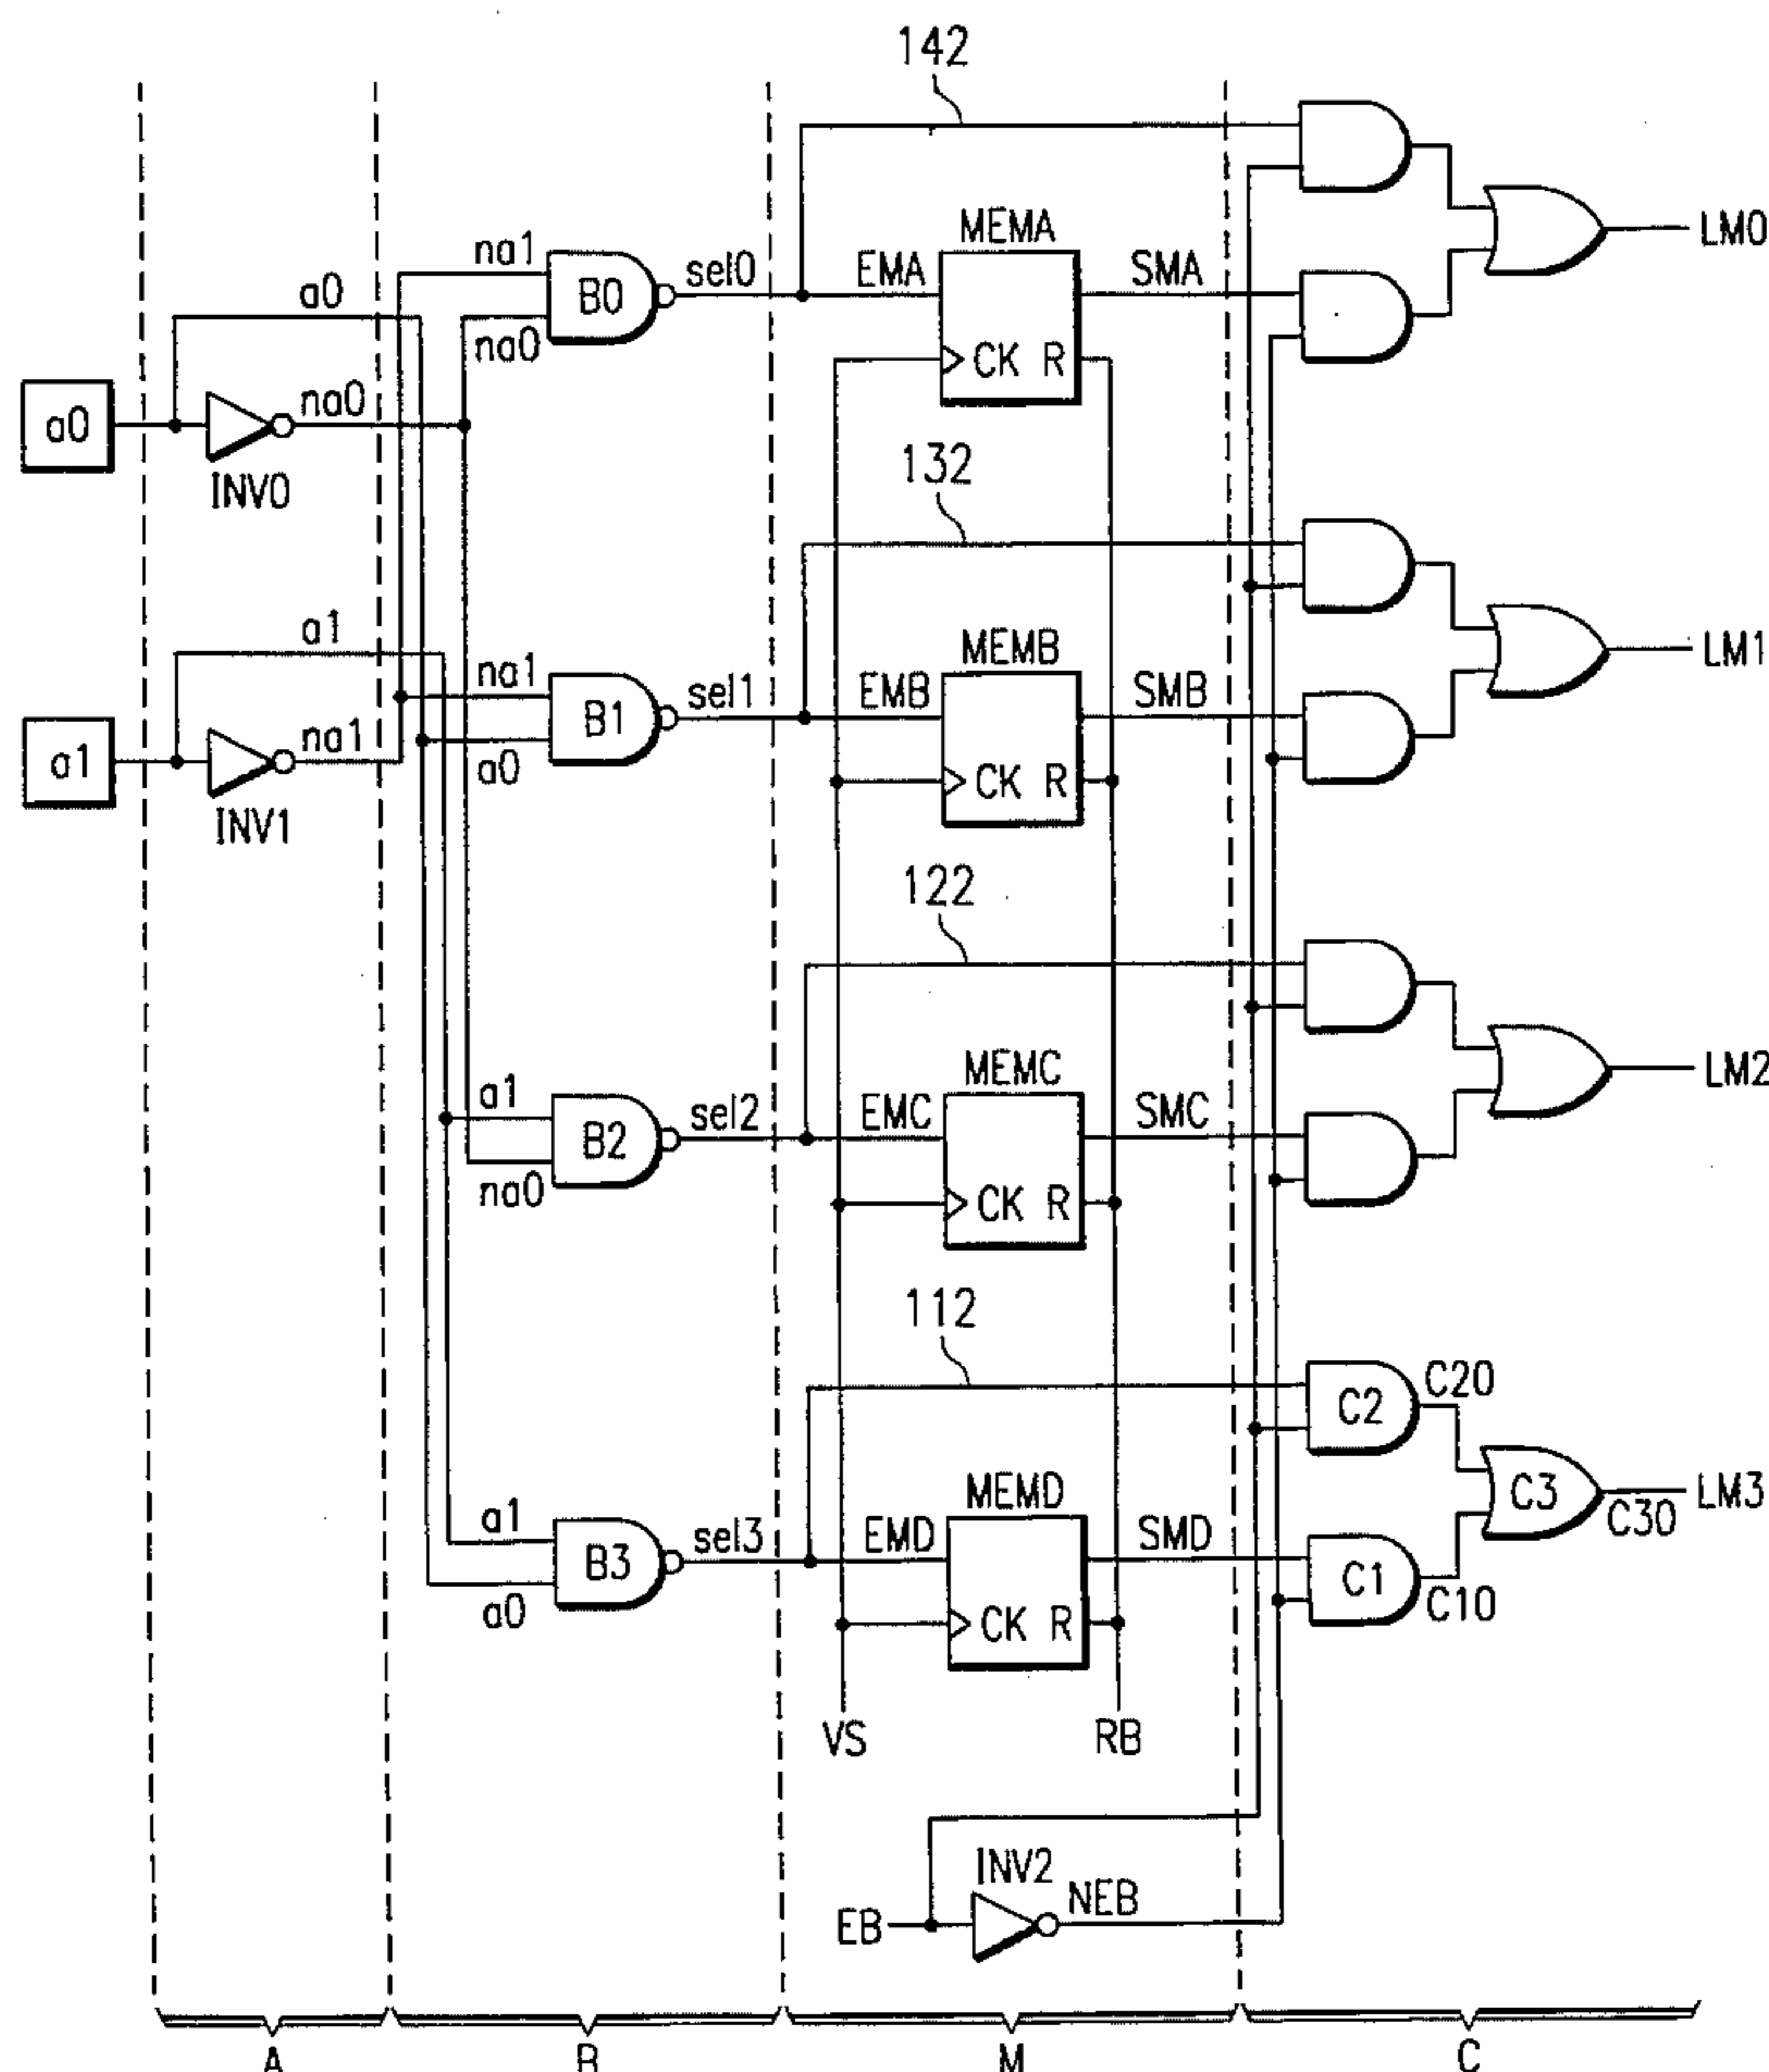 142
MEMA
na1
B0
sel0
EMA
SMA
LM0
a0
na0
CK R
a0
na0
INV0
132
a1
MEMB
na1
B1
sel1
EMB
SMB
LM1
a1
na1
a0
CK R
INV1
122
MEMC
a1
B2
sel2
EMC
SMC
LM2
na0
CK R
112
C2
C20
MEMD
a1
B3
sel3
EMD
SMD
C3
LM3
C30
a0
CK R
C1
C10
VS
RB
INV2
EB
NEB
A
B
M
C